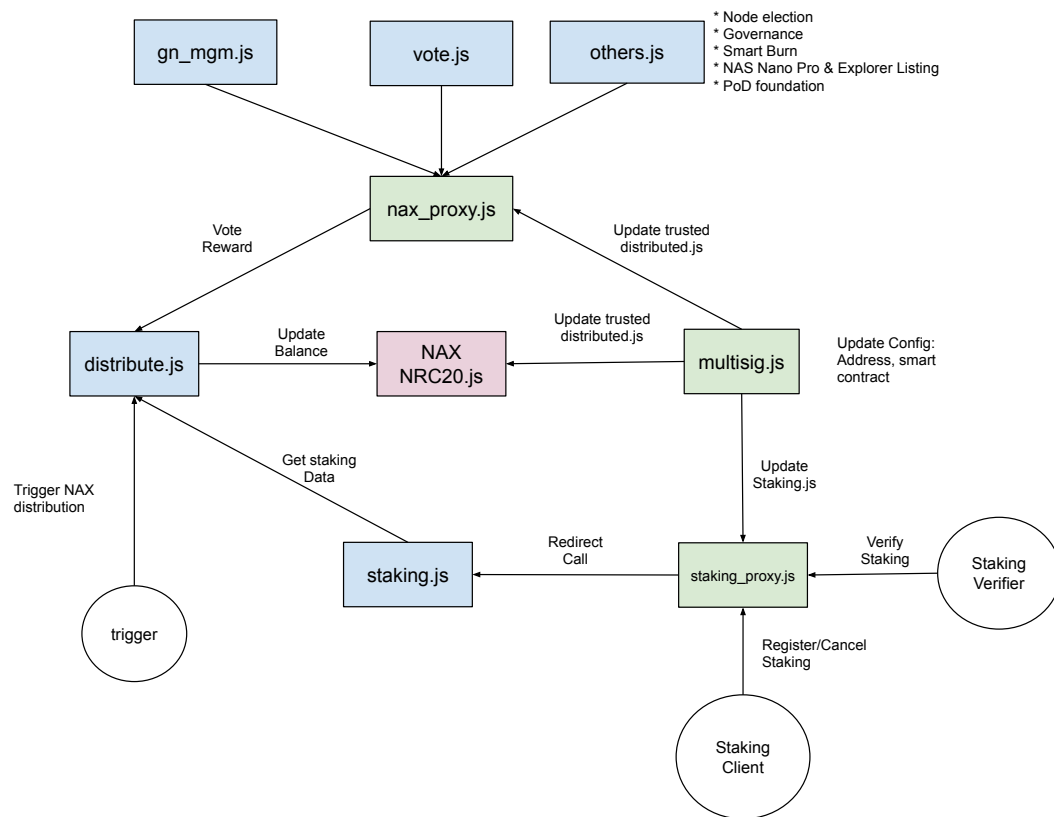 gn_mgm.js
vote.js
others.js
* Node election
* Governance
* Smart Burn
* NAS Nano Pro & Explorer Listing
* PoD foundation
nax_proxy.js
Vote
Reward
Update trusted
distributed.js
distribute.js
Update
Balance
NAX
NRC20.js
Update trusted
distributed.js
multisig.js
Update Config:
Address, smart
contract
Get staking
Data
Update
Staking.js
Trigger NAX
distribution
staking.js
Redirect
Call
staking_proxy.js
Verify
Staking
Staking
Verifier
trigger
Register/Cancel
Staking
Staking
Client